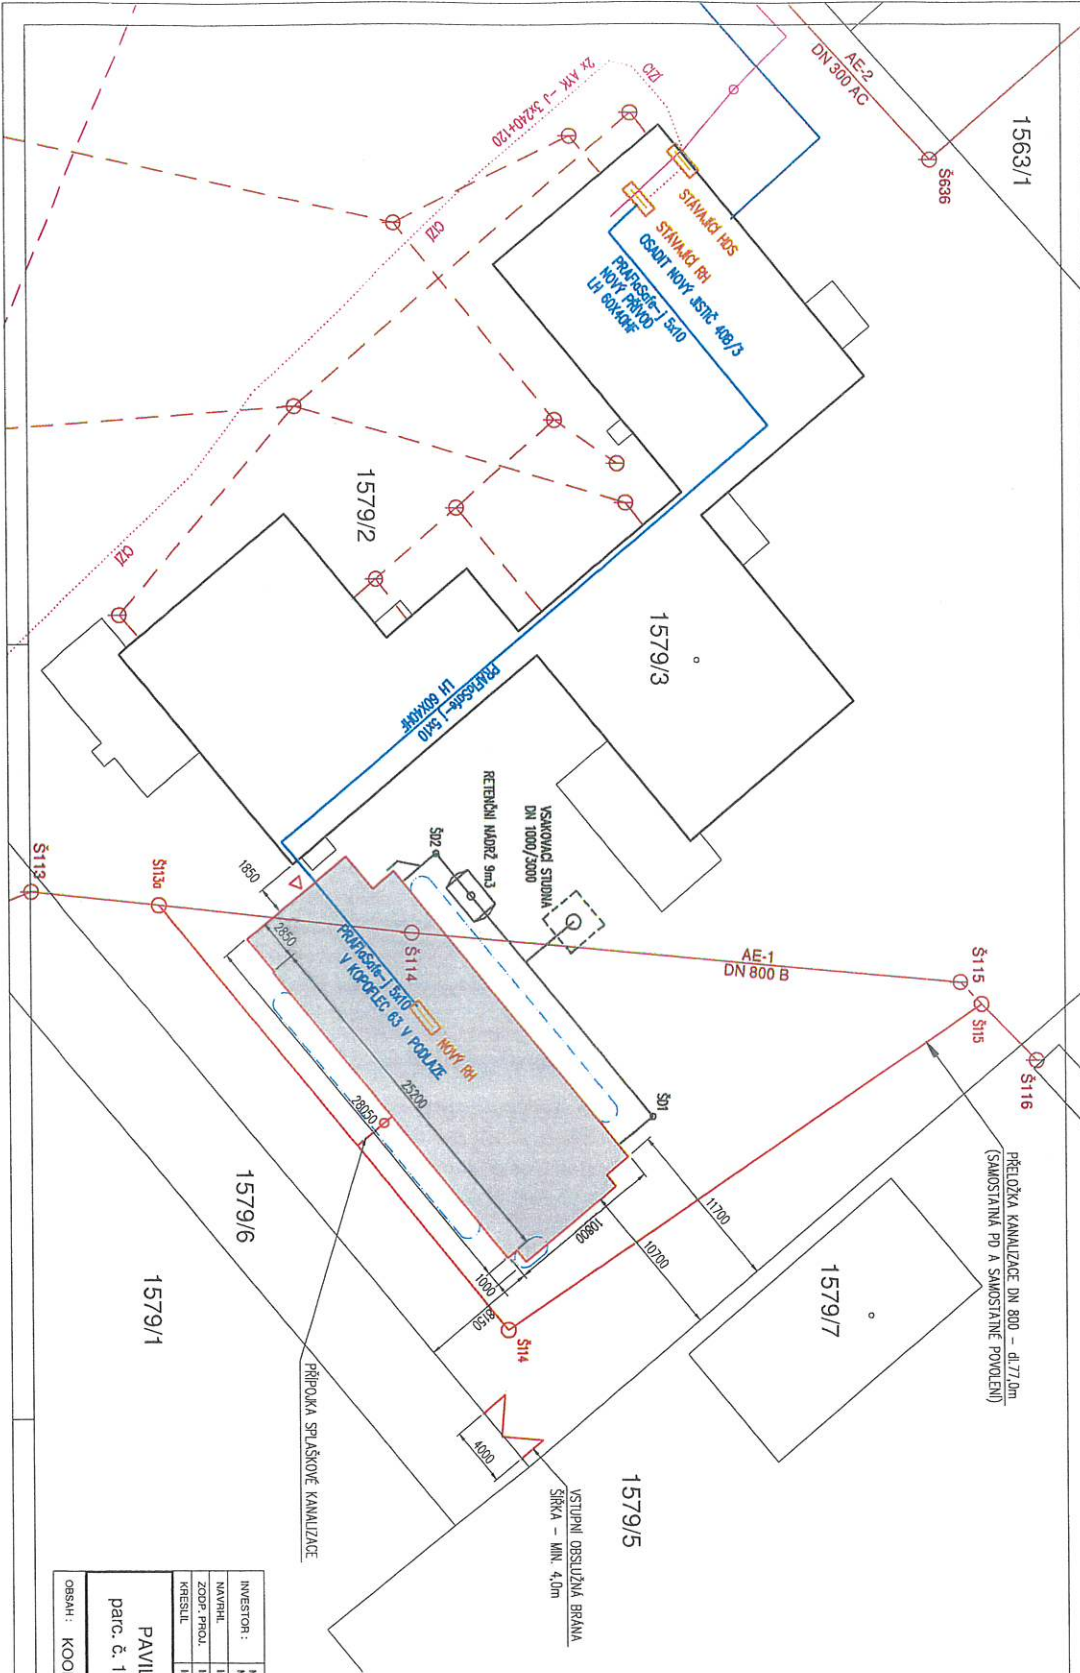 1563/1
AE-2
DN 300 AC
Š636
ČIZÍ
2x AYK -J 3x240+120
ČIZÍ
ČIZÍ
STÁVAJÍCÍ HDS
STÁVAJÍCÍ RH
OSADIT NOVÝ JISTIČ 40B/3
PRAFlaSafe-J 5x10
NOVÝ PŘÍVOD
LH 60X40HF
1579/2
1579/3
PRAFlaSafe-J 5x10
LH 60X40HF
VSAKOVACÍ STUDNA
DN 1000/3000
RETENČNÍ NÁDRŽ 9m3
ŠD2
ŠD1
AE-1
DN 800 B
Š115
Š115
Š116
PŘELOŽKA KANALIZACE DN 800 - dl.77,0m
(SAMOSTATNÁ PD A SAMOSTATNÉ POVOLENÍ)
Š113
Š113a
Š114
1850
2850
PRAFlaSafe-J 5x10
V KOPOFLEC 63 V PODLAZE
NOVÝ RH
25200
28050
11700
10700
10800
1000
8150
Š114
1579/7
1579/6
1579/1
1579/5
PŘÍPOJKA SPLAŠKOVÉ KANALIZACE
4000
VSTUPNÍ OBSLUŽNÁ BRÁNA
ŠÍŘKA - MIN. 4,0m
INVESTOR :
NAVRHL
ZODP. PROJ.
KRESLIL
PAVIL
parc. č. 1
OBSAH : KOO